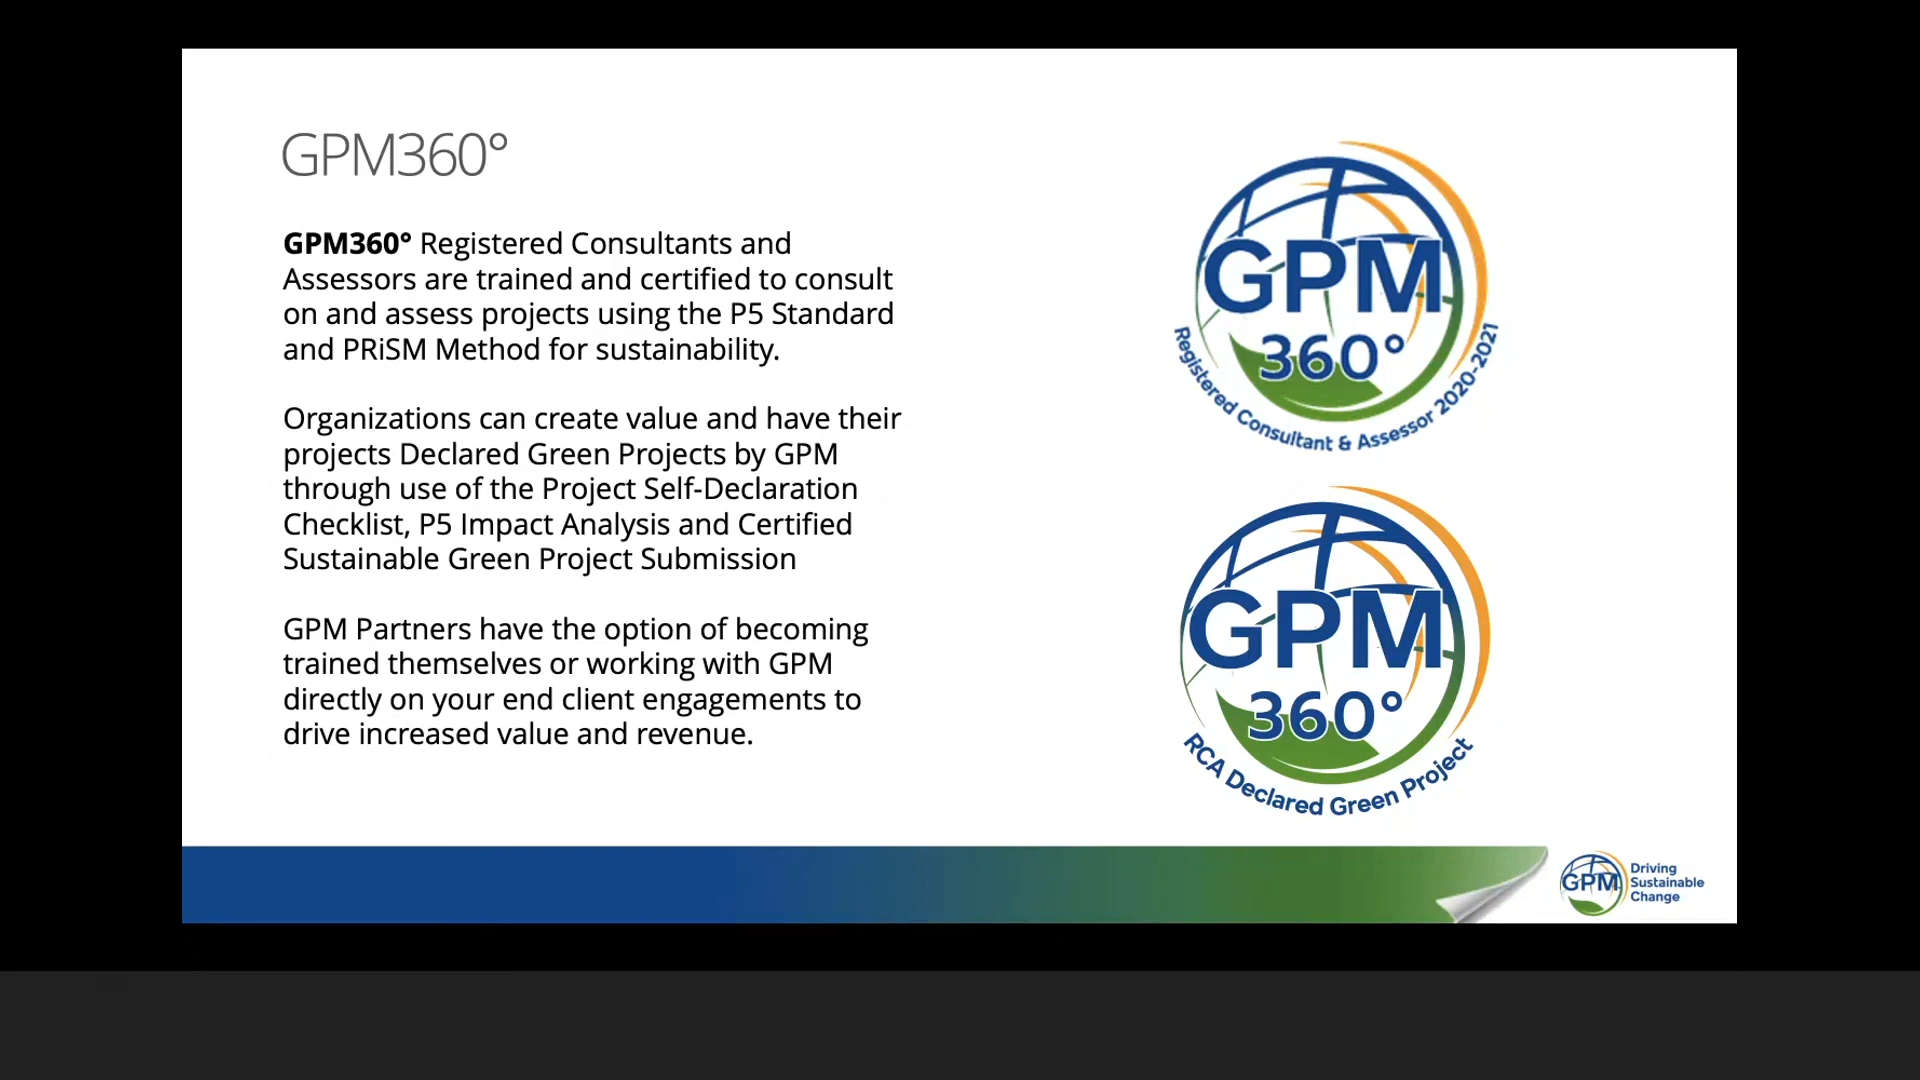 GPM360°
GPM360° Registered Consultants and
Assessors are trained and certified to consult
on and assess projects using the P5 Standard
and PRiSM Method for sustainability.
Organizations can create value and have their
projects Declared Green Projects by GPM
through use of the Project Self-Declaration
Checklist, P5 Impact Analysis and Certified
Sustainable Green Project Submission
GPM Partners have the option of becoming
trained themselves or working with GPM
directly on your end client engagements to
drive increased value and revenue.
GPM
360°
Registered Consultant & Assessor 2020-2021
GPM
360°
RCA Declared Green Project
GPM
Driving
Sustainable
Change